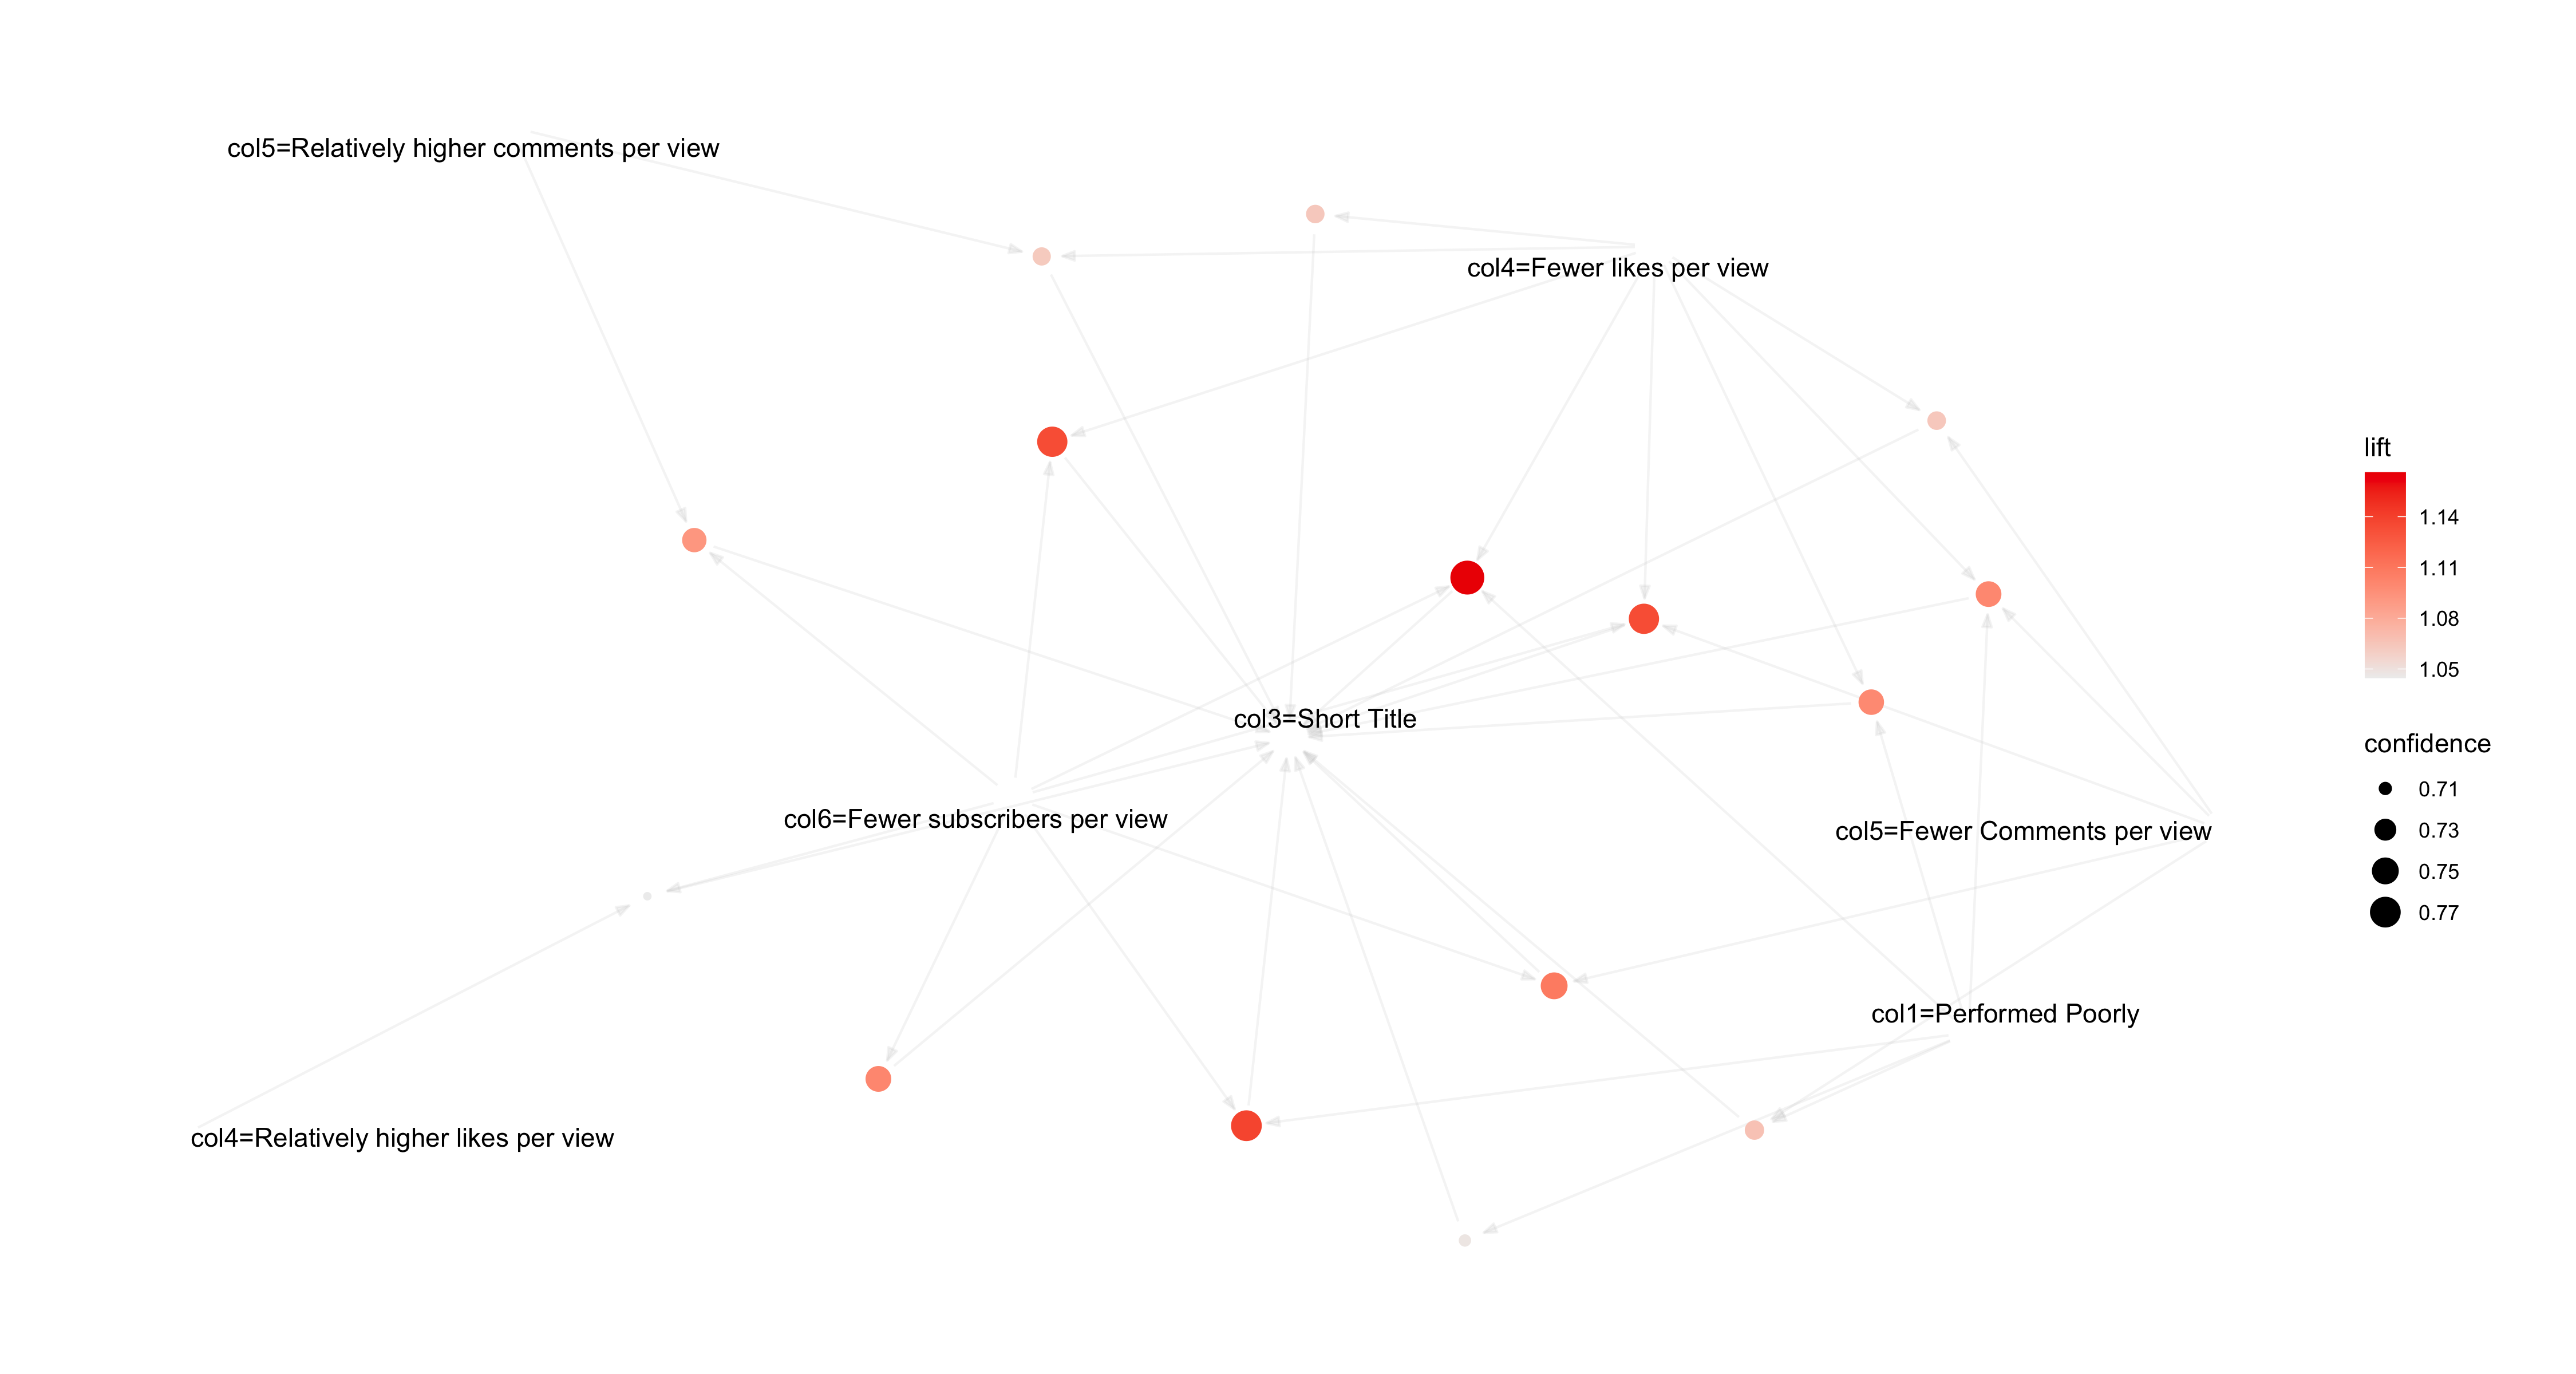 col5=Relatively higher comments per view
col4=Fewer likes per view
col3=Short Title
col6=Fewer subscribers per view
col5=Fewer Comments per view
col1=Performed Poorly
col4=Relatively higher likes per view
lift
1.14
1.11
1.08
1.05
confidence
0.71
0.73
0.75
0.77